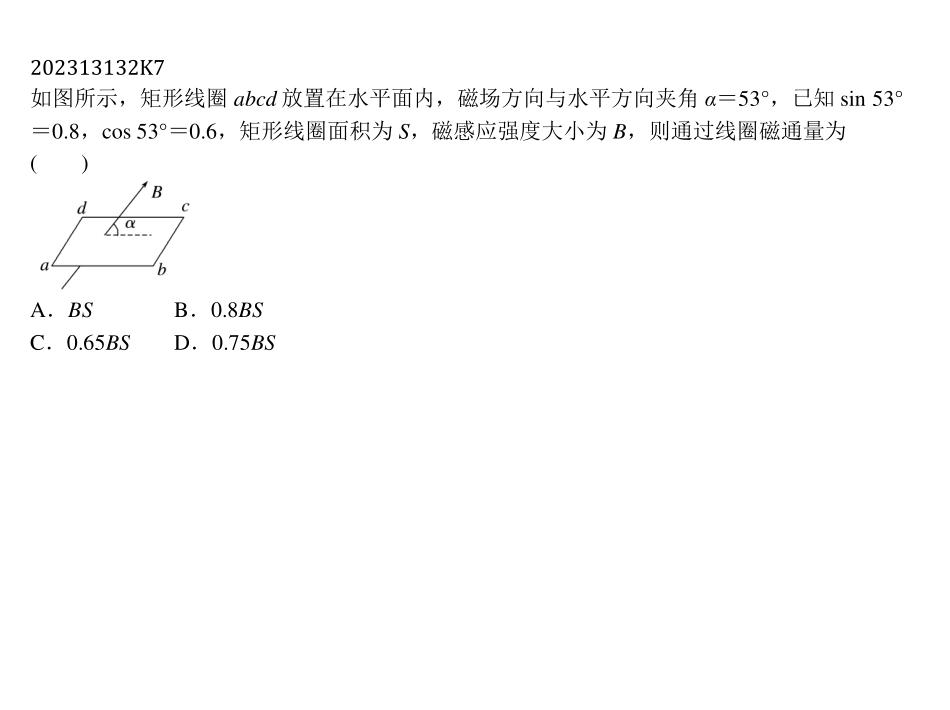 202313132K7
如图所示，矩形线圈 abcd 放置在水平面内，磁场方向与水平方向夹角 α＝53°，已知 sin 53°
＝0.8，cos 53°＝0.6，矩形线圈面积为 S，磁感应强度大小为 B，则通过线圈磁通量为
(　　)
B
d c
α
a b
A．BS B．0.8BS
C．0.65BS D．0.75BS